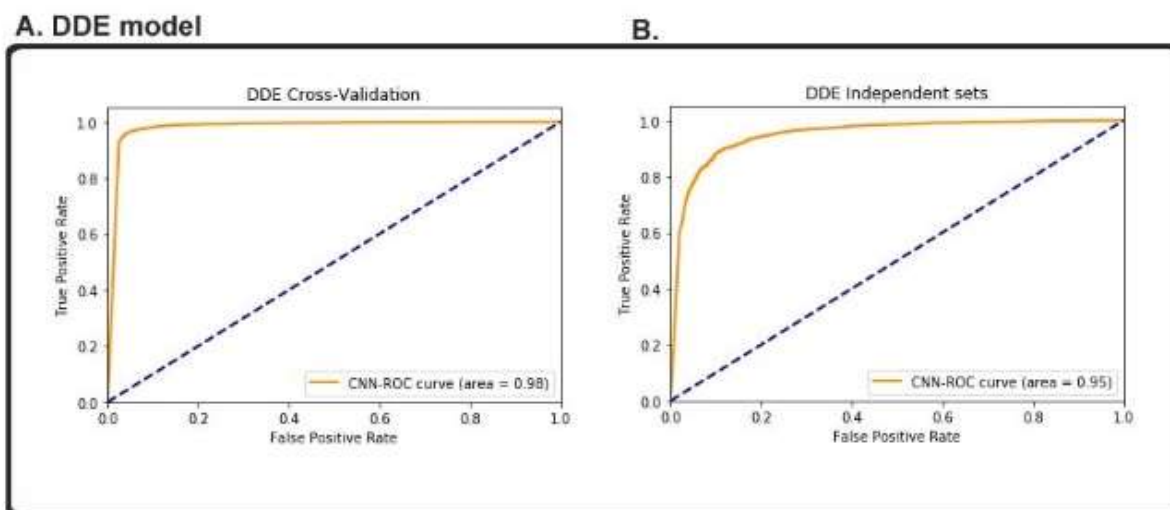 A. DDE model
B.
DDE Cross-Validation
1.0
0.8
0.6
0.4
0.2
0.0
True Positive Rate
CNN-ROC curve (area = 0.98)
0.0 0.2 0.4 0.6 0.8 1.0
False Positive Rate
DDE Independent sets
1.0
0.8
0.6
0.4
0.2
0.0
True Positive Rate
CNN-ROC curve (area = 0.95)
0.0 0.2 0.4 0.6 0.8 1.0
False Positive Rate